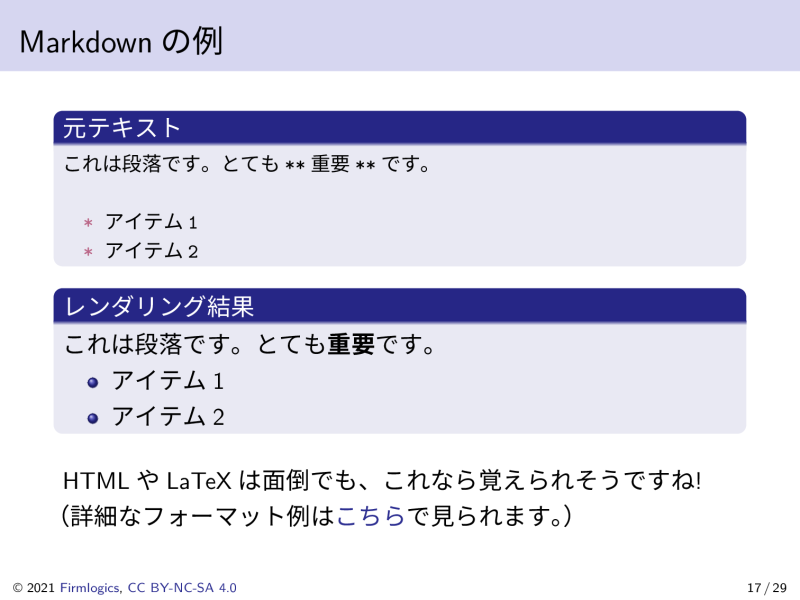 Markdown の例
元テキスト
これは段落です。とても ** 重要 ** です。
* アイテム 1
* アイテム 2
レンダリング結果
これは段落です。とても重要です。
アイテム 1
アイテム 2
HTML や LaTeX は面倒でも、これなら覚えられそうですね!
（詳細なフォーマット例はこちらで見られます。）
© 2021 Firmlogics, CC BY-NC-SA 4.0
17 / 29